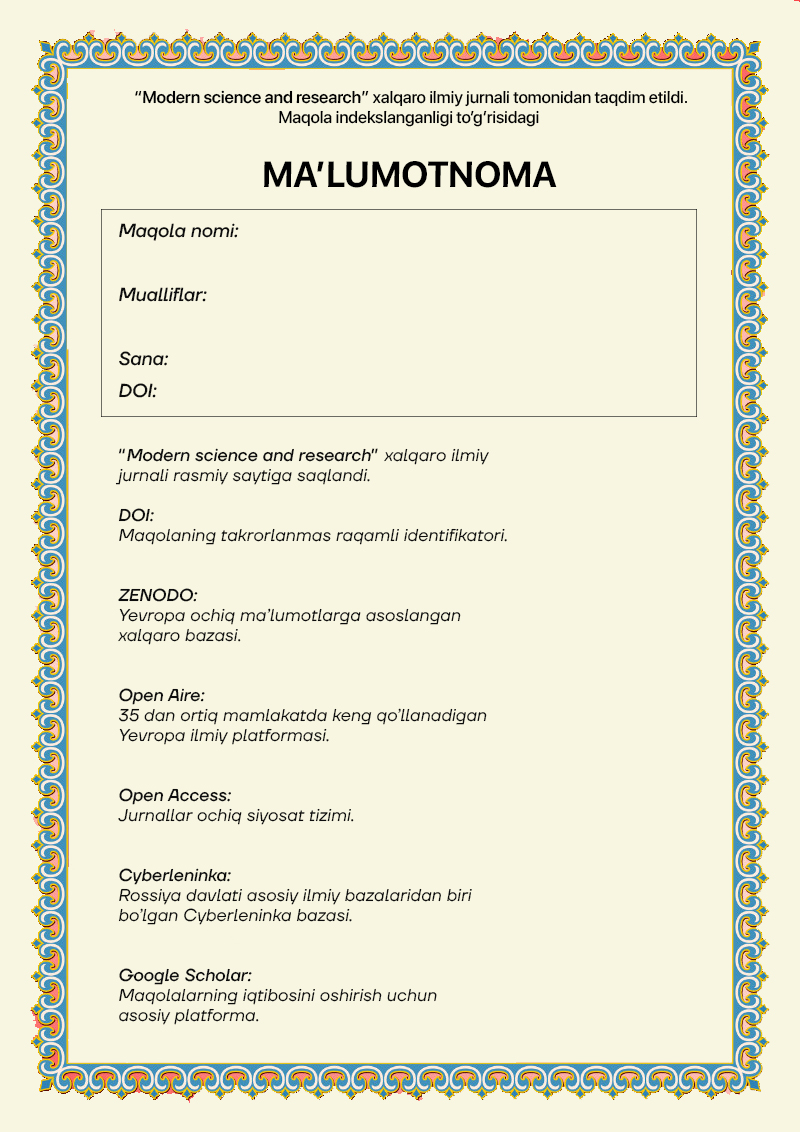 “Modern science and research” xalqaro ilmiy jurnali tomonidan taqdim etildi.
Maqola indekslanganligi to‘g‘risidagi
MA’LUMOTNOMA
Maqola nomi:
Mualliflar:
Sana:
DOI:
“Modern science and research” xalqaro ilmiy
jurnali rasmiy saytiga saqlandi.
DOI:
Maqolaning takrorlanmas raqamli identifikatori.
ZENODO:
Yevropa ochiq ma’lumotlarga asoslangan
xalqaro bazasi.
Open Aire:
35 dan ortiq mamlakatda keng qo’llanadigan
Yevropa ilmiy platformasi.
Open Access:
Jurnallar ochiq siyosat tizimi.
Cyberleninka:
Rossiya davlati asosiy ilmiy bazalaridan biri
bo’lgan Cyberleninka bazasi.
Google Scholar:
Maqolalarning iqtibosini oshirish uchun
asosiy platforma.